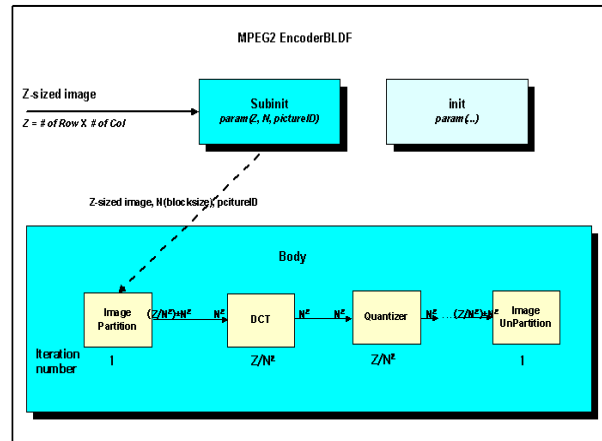 MPEG2 EncoderBLDF
Z-sized image
Z = # of Row X # of Col
Subinit
param(Z, N, pictureID)
init
param(...)
Z-sized image, N(blocksize), pcitureID
Body
Image
Partition
(Z/N²)*N² N²
DCT
N² N²
Quantizer
N² ...(Z/N²)*N²
Image
UnPartition
Iteration
number
1
Z/N²
Z/N²
1